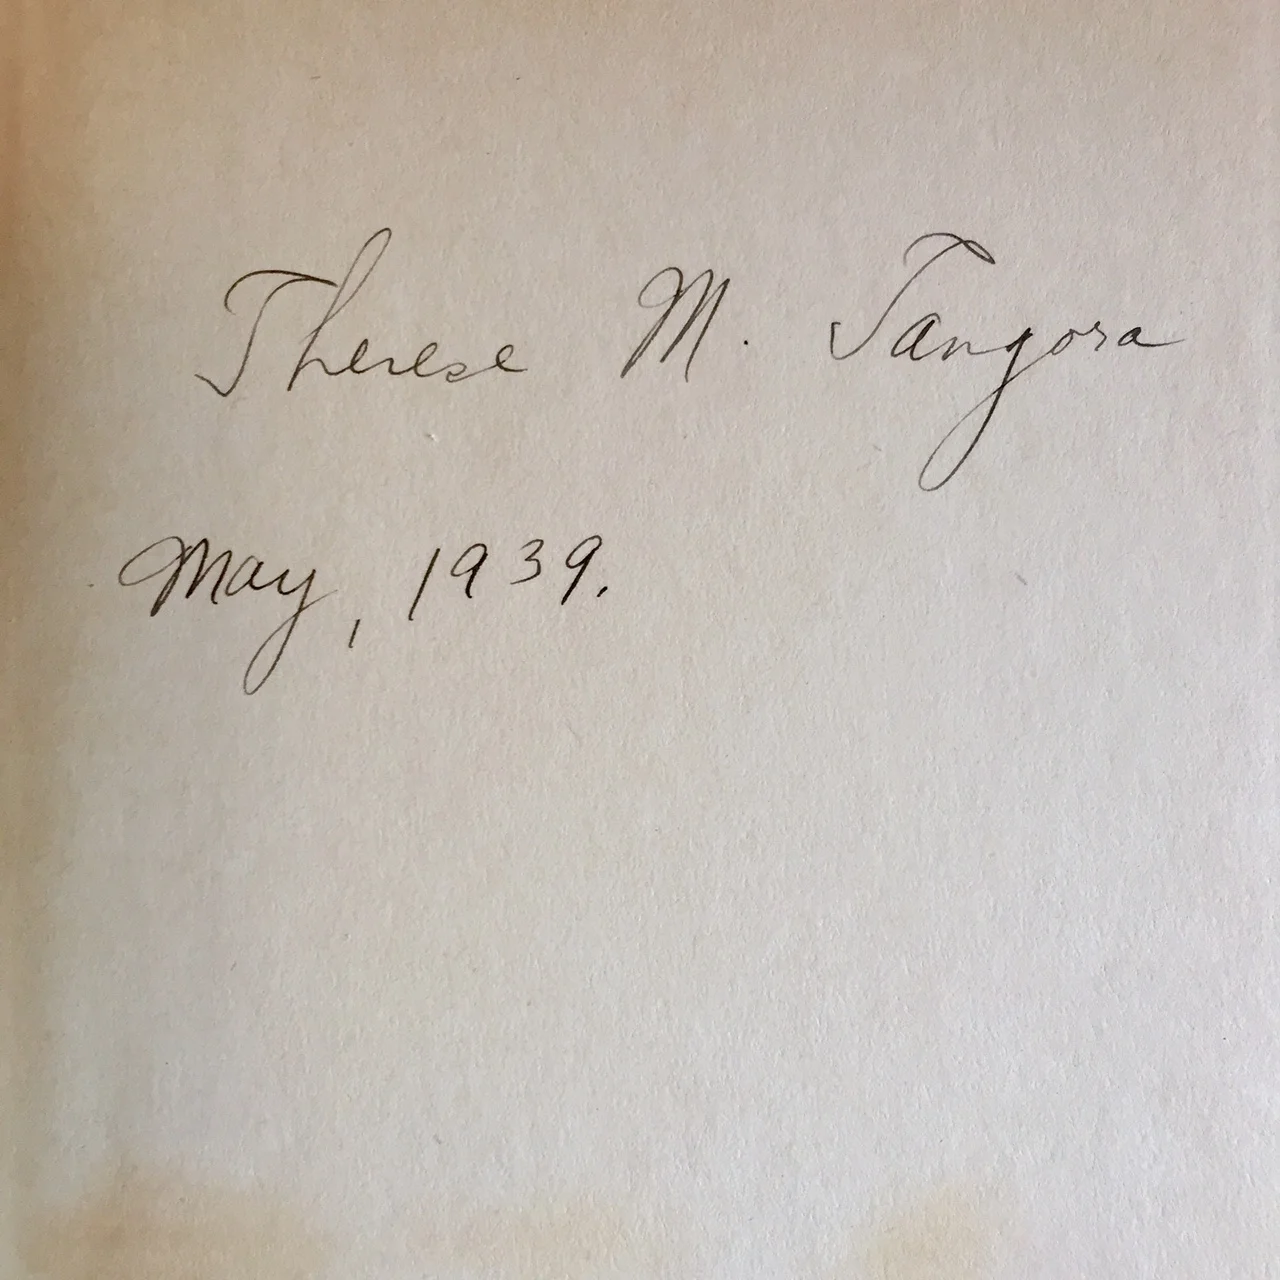 Therese M. Tangora
May, 1939.